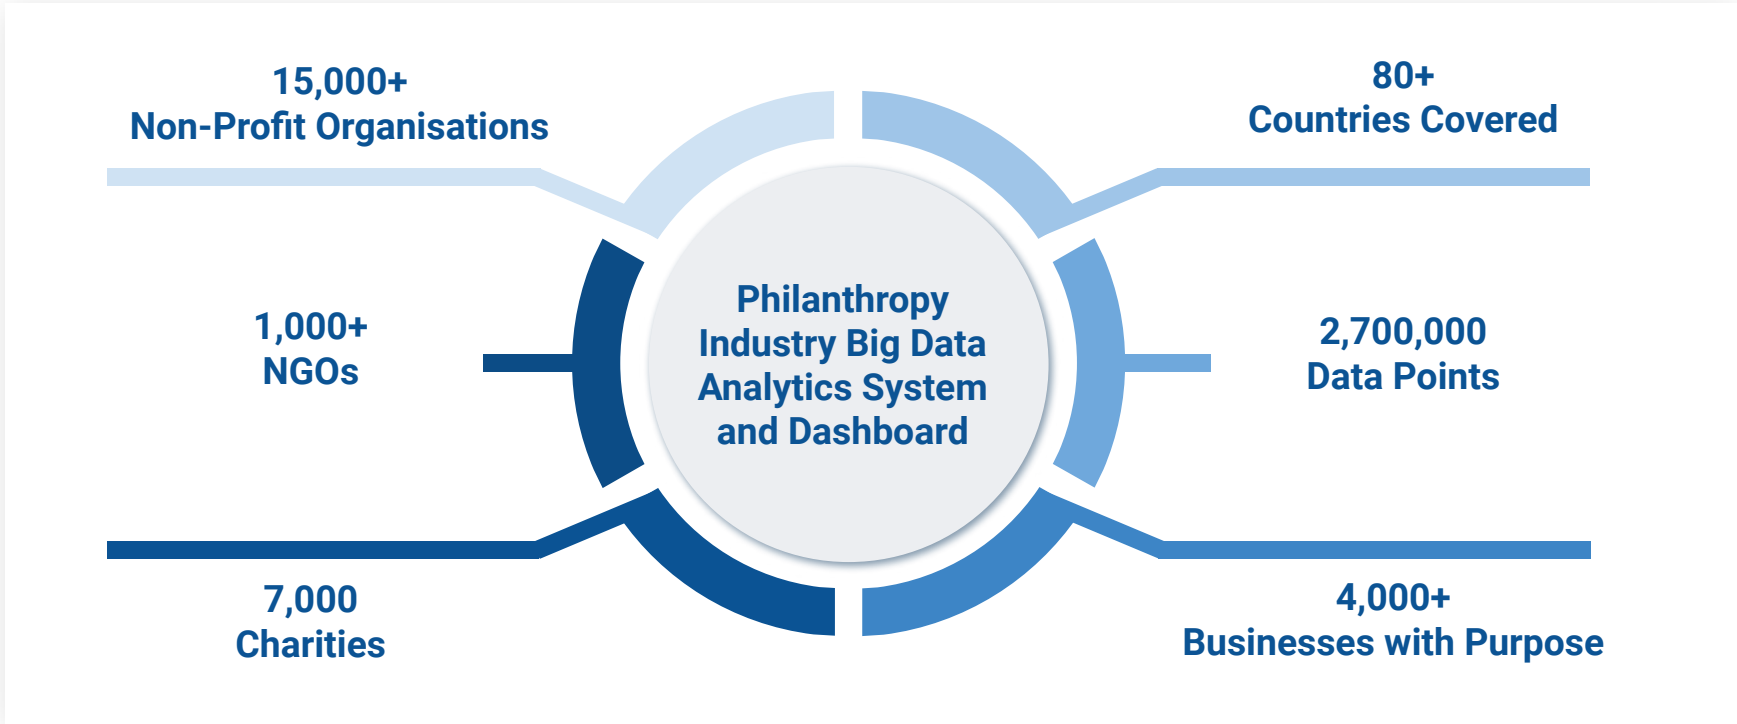 15,000+
Non-Profit Organisations
80+
Countries Covered
1,000+
NGOs
Philanthropy
Industry Big Data
Analytics System
and Dashboard
2,700,000
Data Points
7,000
Charities
4,000+
Businesses with Purpose